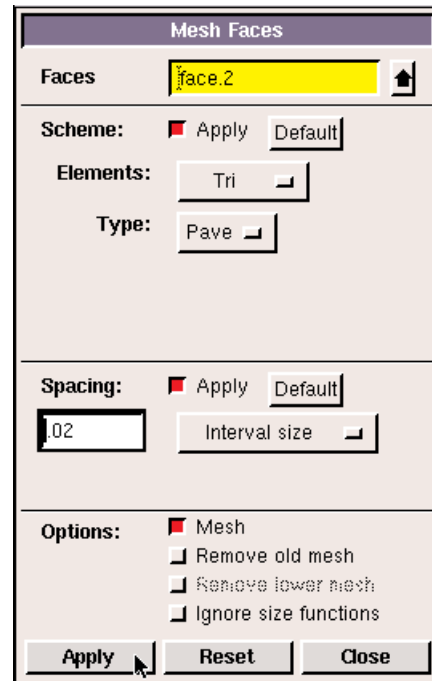 Mesh Faces
Faces face.2
Scheme: Apply Default
Elements: Tri
Type: Pave
Spacing: Apply Default
.02 Interval size
Options: Mesh
Remove old mesh
Remove lower mesh
Ignore size functions
Apply Reset Close